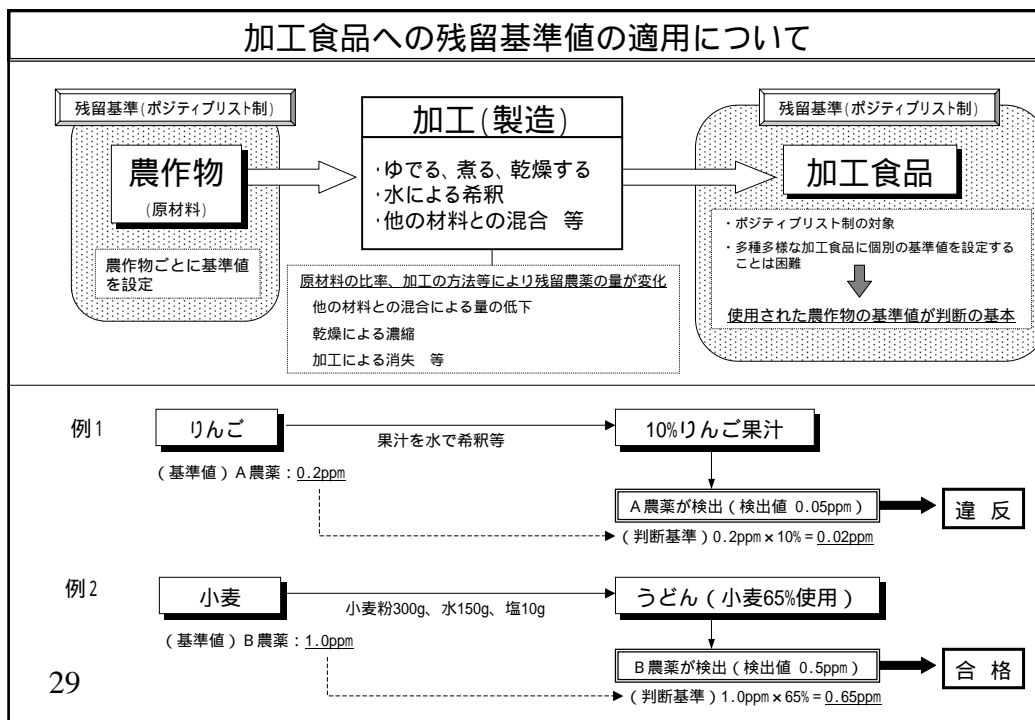 加工食品への残留基準値の適用について
残留基準(ポジティブリスト制)
農作物
(原材料)
農作物ごとに基準値
を設定
加工(製造)
・ゆでる、煮る、乾燥する
・水による希釈
・他の材料との混合 等
原材料の比率、加工の方法等により残留農薬の量が変化
他の材料との混合による量の低下
乾燥による濃縮
加工による消失 等
残留基準(ポジティブリスト制)
加工食品
・ポジティブリスト制の対象
・多種多様な加工食品に個別の基準値を設定する
ことは困難
使用された農作物の基準値が判断の基本
例1
りんご
果汁を水で希釈等
10%りんご果汁
(基準値)A農薬:0.2ppm
A農薬が検出(検出値 0.05ppm)
違 反
(判断基準)0.2ppm×10%=0.02ppm
例2
小麦
小麦粉300g、水150g、塩10g
うどん(小麦65%使用)
(基準値)B農薬:1.0ppm
B農薬が検出(検出値 0.5ppm)
合 格
(判断基準)1.0ppm×65%=0.65ppm
29